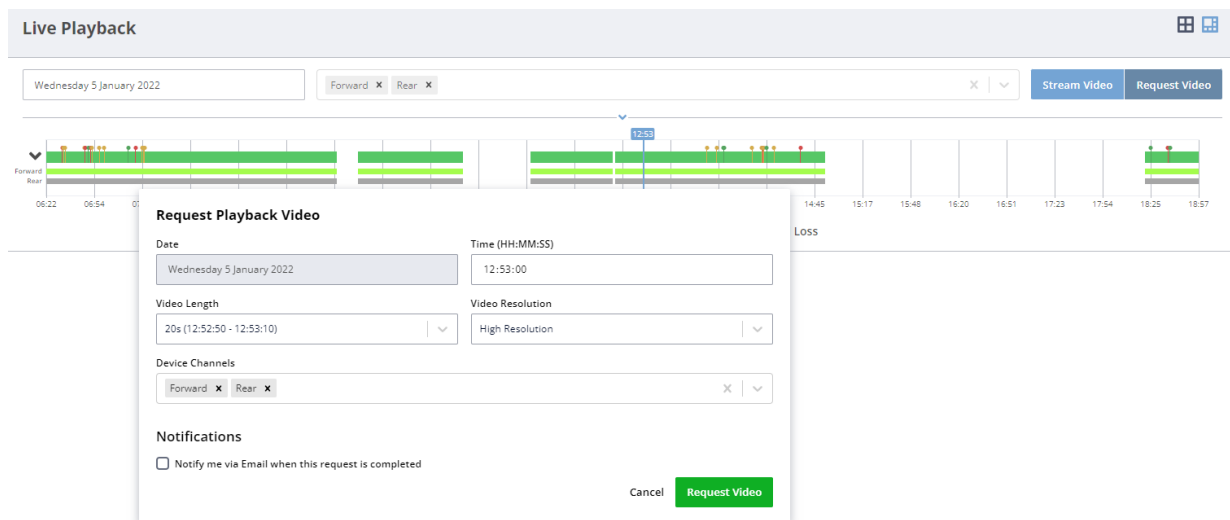 Live Playback
Wednesday 5 January 2022
Forward x Rear x
Stream Video Request Video
12:53
Forward
Rear
06:22 06:54 14:45 15:17 15:48 16:20 16:51 17:23 17:54 18:25 18:57
Loss
Request Playback Video
Date Time (HH:MM:SS)
Wednesday 5 January 2022 12:53:00
Video Length Video Resolution
20s (12:52:50 - 12:53:10) High Resolution
Device Channels
Forward x Rear x
Notifications
Notify me via Email when this request is completed
Cancel Request Video